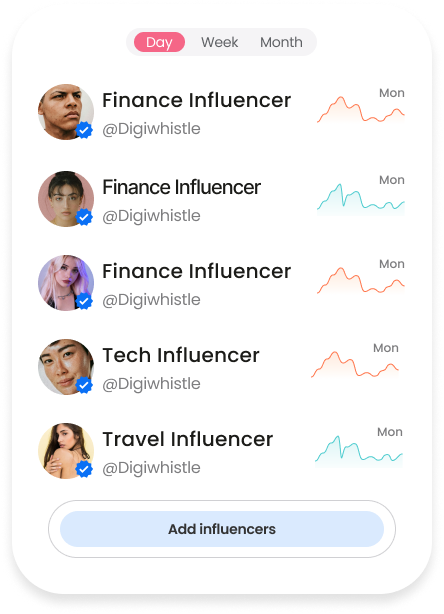 Day Week Month
Finance Influencer Mon
@Digiwhistle
Finance Influencer Mon
@Digiwhistle
Finance Influencer Mon
@Digiwhistle
Tech Influencer Mon
@Digiwhistle
Travel Influencer Mon
@Digiwhistle
Add influencers